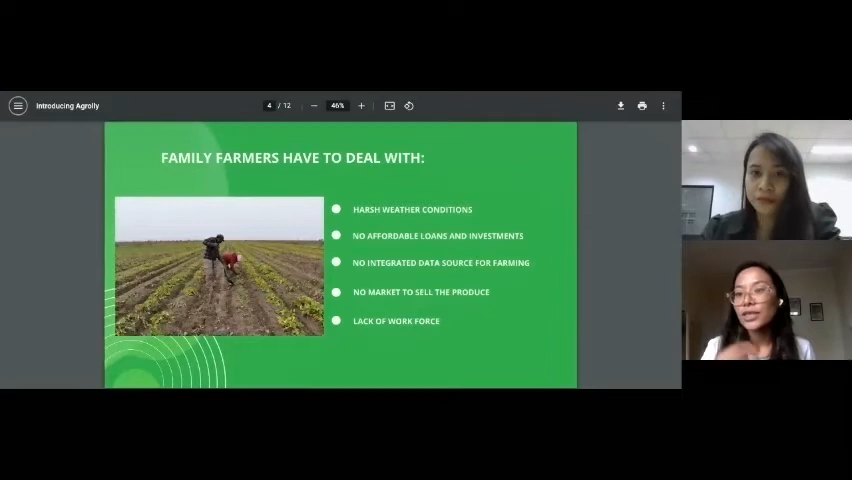 Introducing Agrolly
4 / 12
46%
FAMILY FARMERS HAVE TO DEAL WITH:
HARSH WEATHER CONDITIONS
NO AFFORDABLE LOANS AND INVESTMENTS
NO INTEGRATED DATA SOURCE FOR FARMING
NO MARKET TO SELL THE PRODUCE
LACK OF WORK FORCE